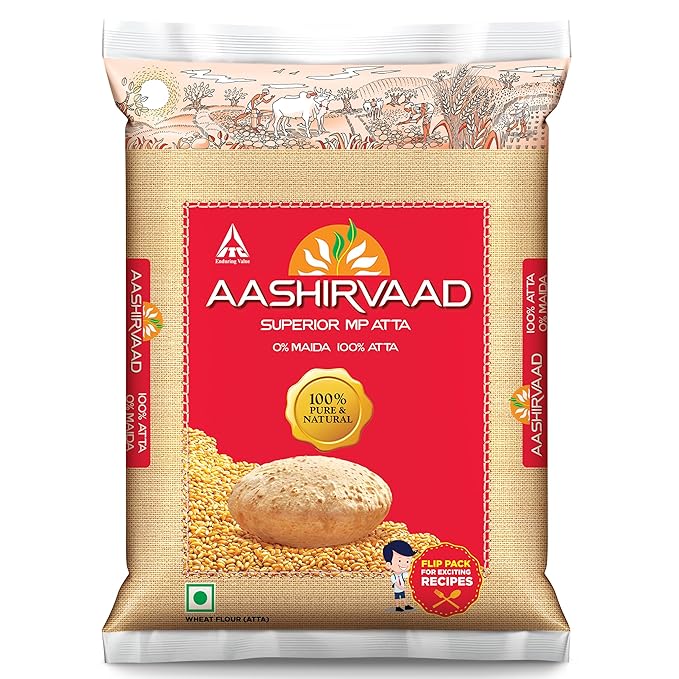 ITC
Enduring Value
AASHIRVAAD
SUPERIOR MP ATTA
0% MAIDA 100% ATTA
100%
PURE &
NATURAL
AASHIRVAAD
100% ATTA
0% MAIDA
AASHIRVAAD
100% ATTA
0% MAIDA
FLIP PACK
FOR EXCITING
RECIPES
WHEAT FLOUR (ATTA)